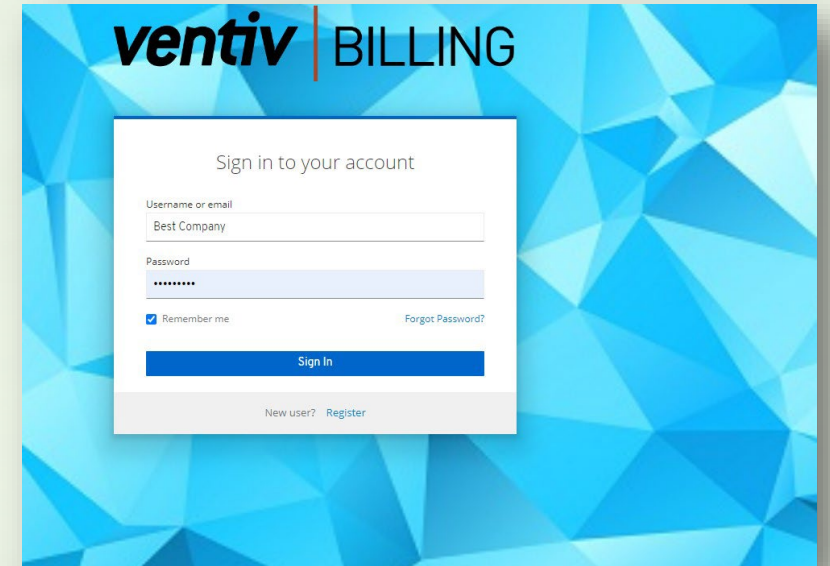 ventiv | BILLING
Sign in to your account
Username or email
Best Company
Password
•••••••••
Remember me Forgot Password?
Sign In
New user? Register